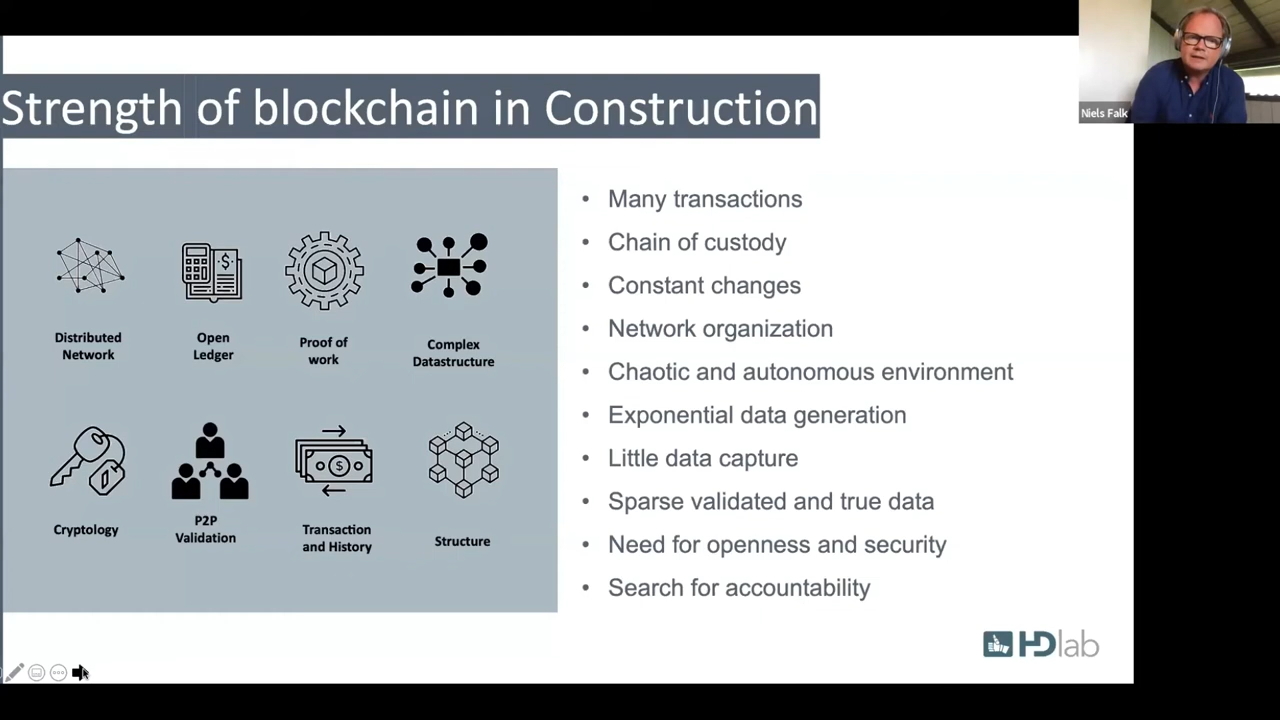 Strength of blockchain in Construction
Niels Falk
Distributed
Network
Open
Ledger
Proof of
work
Complex
Datastructure
Cryptology
P2P
Validation
Transaction
and History
Structure
• Many transactions
• Chain of custody
• Constant changes
• Network organization
• Chaotic and autonomous environment
• Exponential data generation
• Little data capture
• Sparse validated and true data
• Need for openness and security
• Search for accountability
HDlab